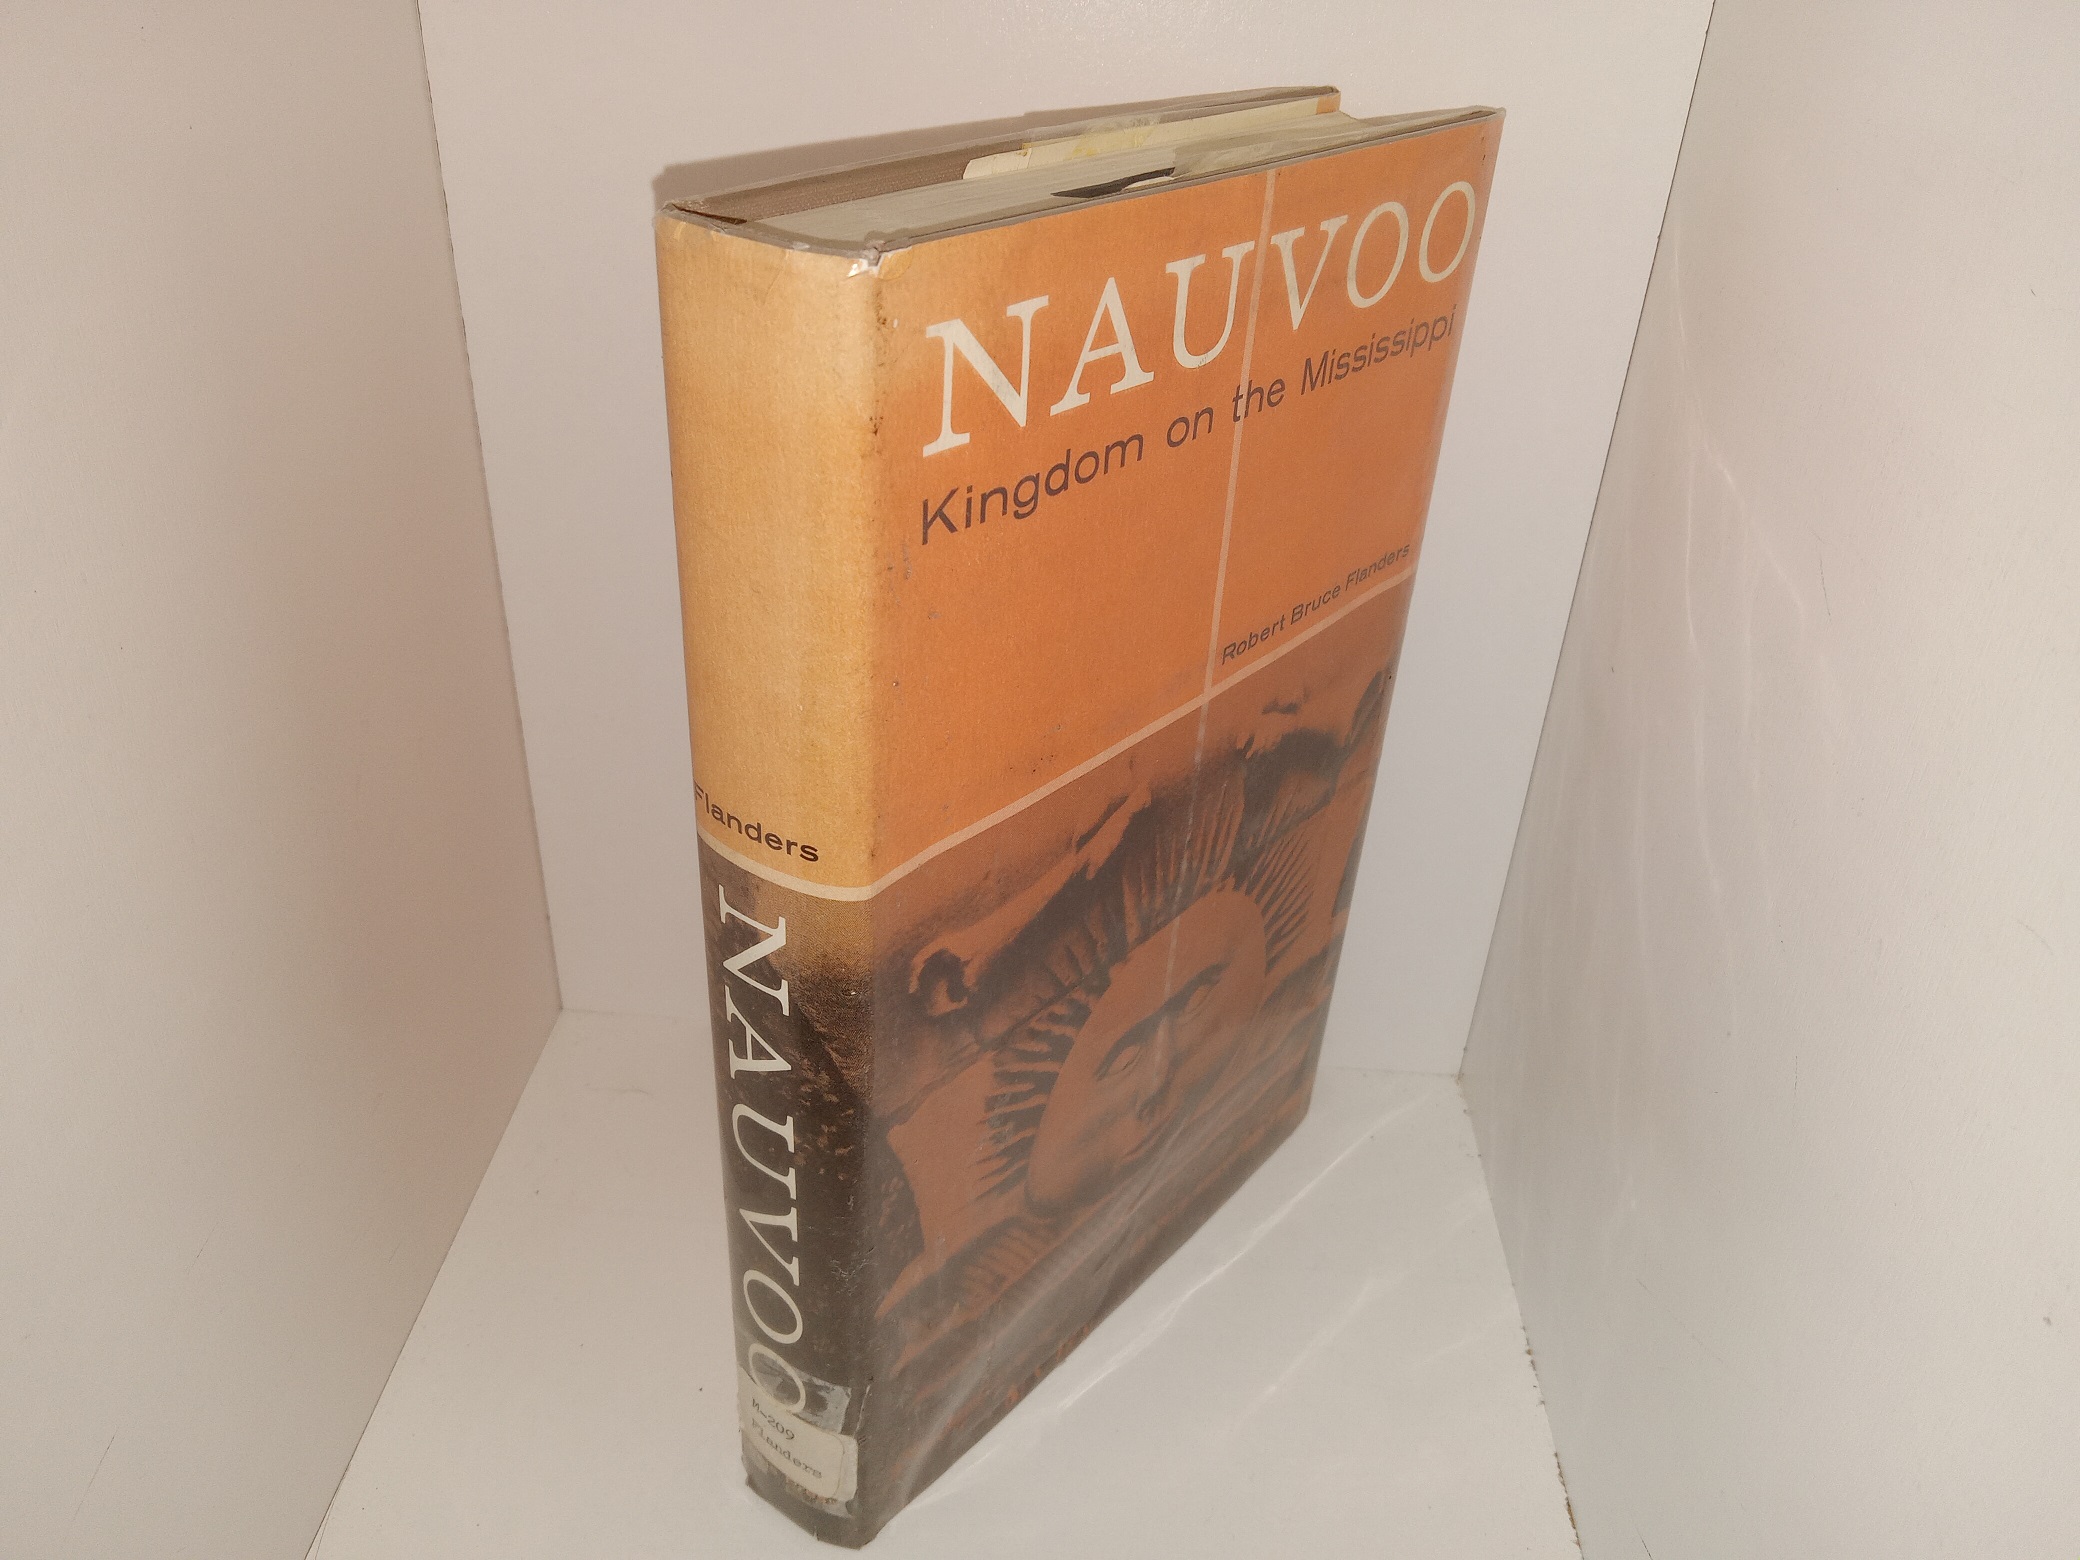 NAUVOO
Kingdom on the Mississippi
Robert Bruce Flanders
Flanders
NAUVOO
M-209
Flanders